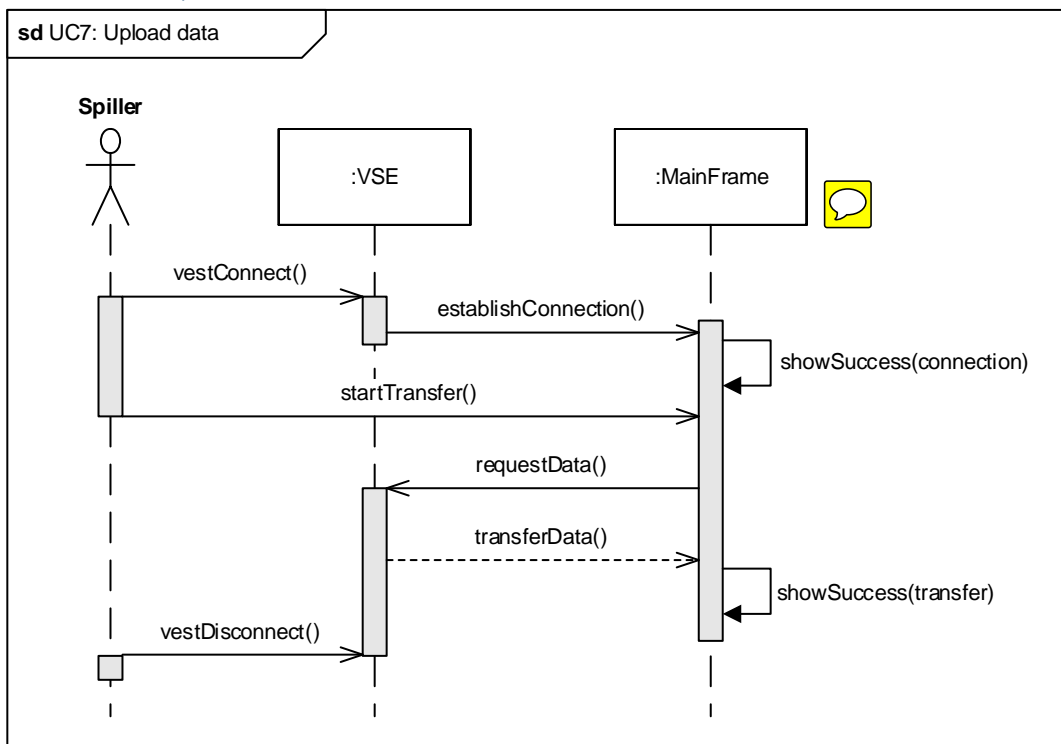 sd UC7: Upload data
Spiller
:VSE
:MainFrame
vestConnect()
establishConnection()
showSuccess(connection)
startTransfer()
requestData()
transferData()
showSuccess(transfer)
vestDisconnect()